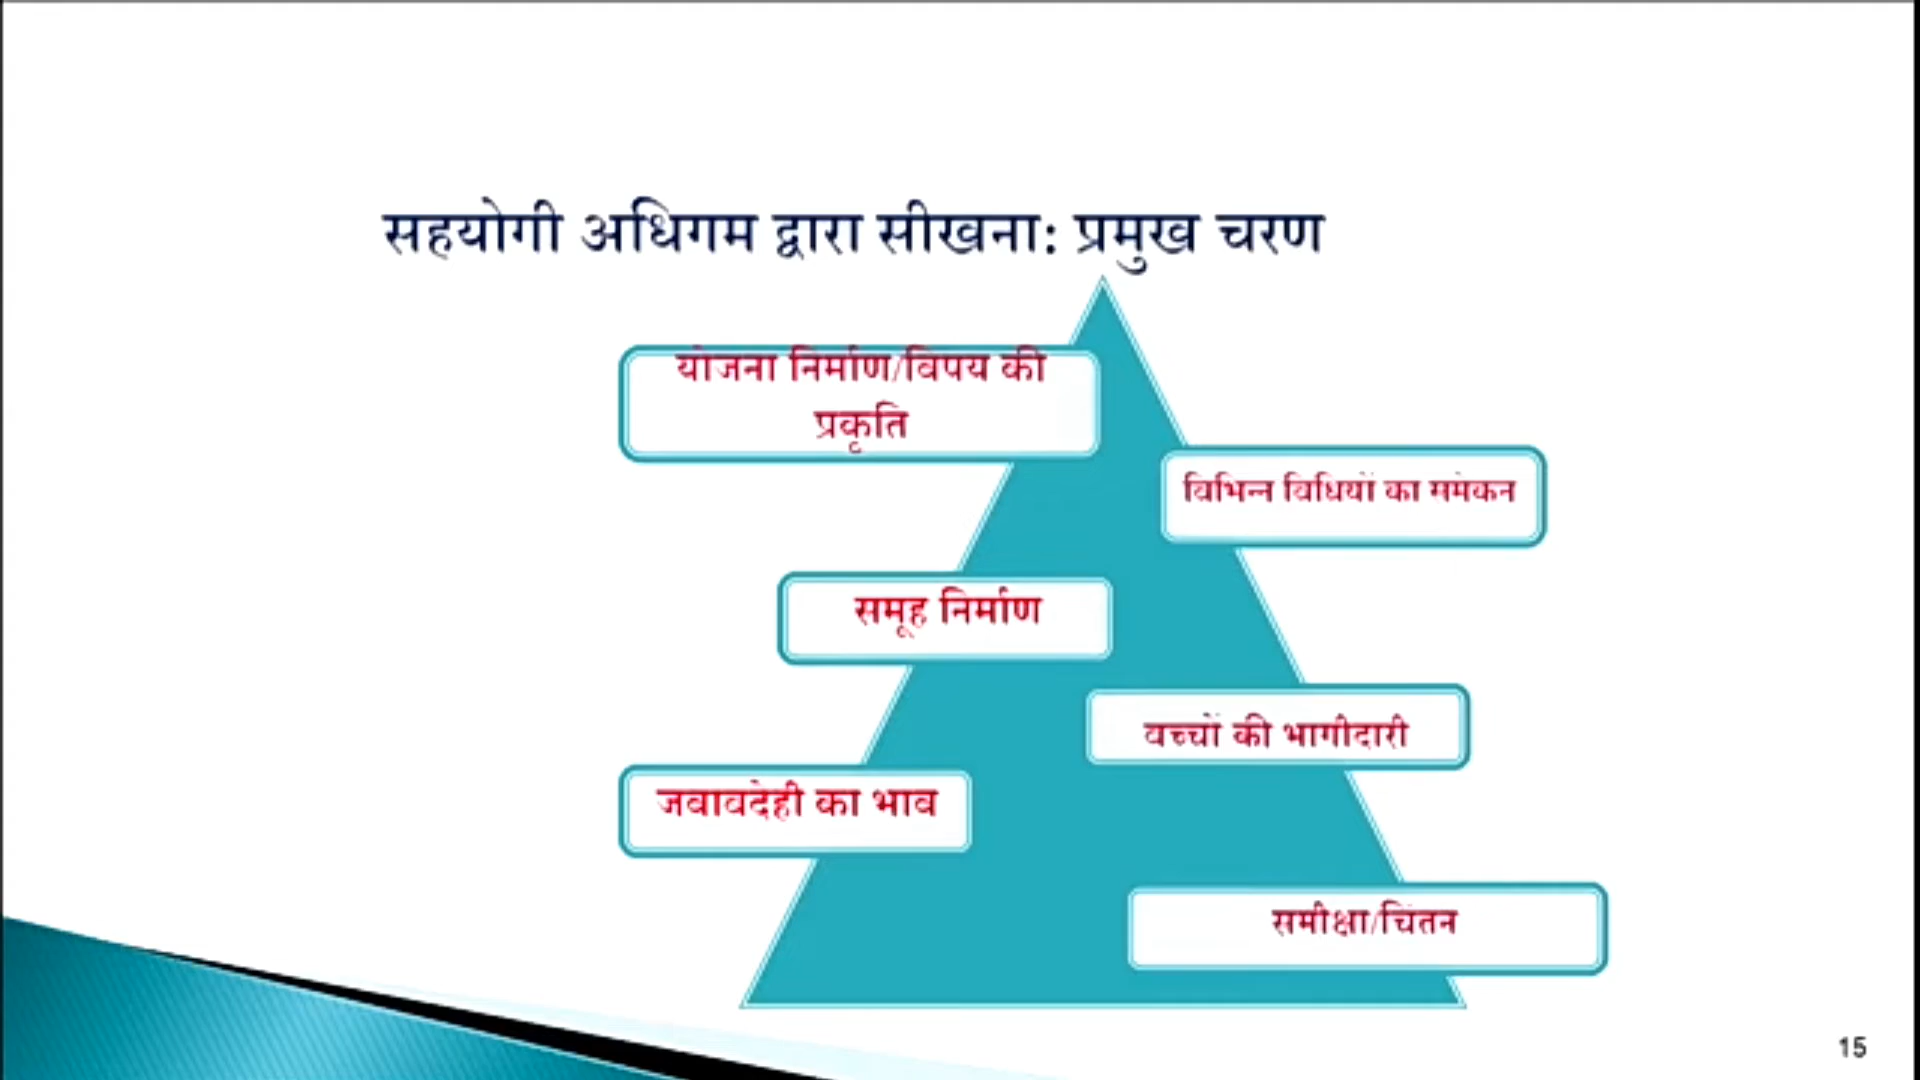 सहयोगी अधिगम द्वारा सीखना: प्रमुख चरण
योजना निर्माण/विषय की
प्रकृति
विभिन्न विधियों का समेकन
समूह निर्माण
बच्चों की भागीदारी
जवाबदेही का भाव
समीक्षा/चिंतन
15